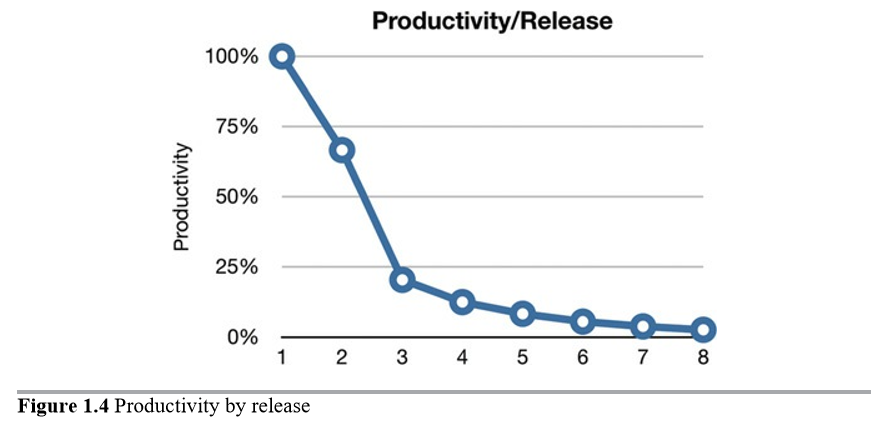 Productivity/Release
100%
75%
50%
25%
0%
Productivity
1 2 3 4 5 6 7 8
Figure 1.4 Productivity by release